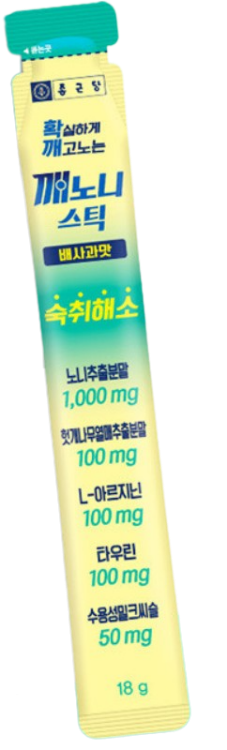 ◀ 뜯는곳
종근당
확실하게
깨고노는
깨노니
스틱
배사과맛
숙취해소
노니추출분말
1,000 mg
헛개나무열매추출분말
100 mg
L-아르지닌
100 mg
타우린
100 mg
수용성밀크씨슬
50 mg
18 g